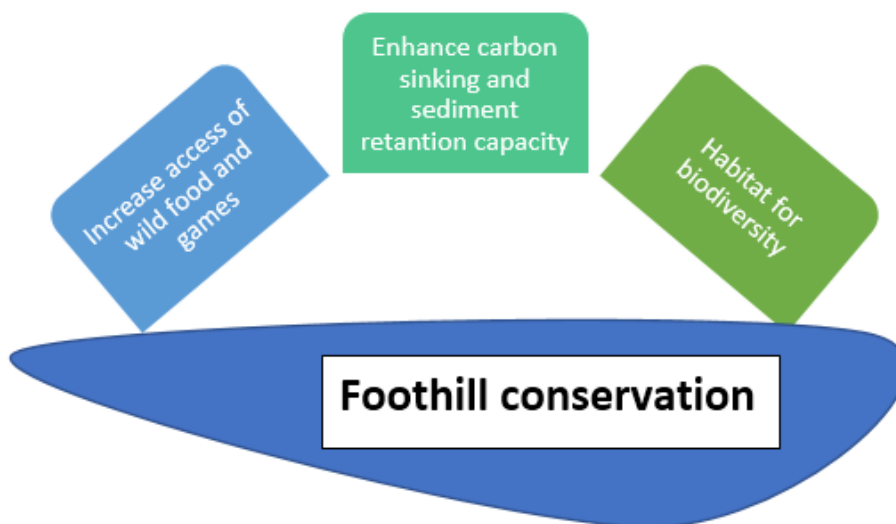 Increase access of
wild food and
games
Enhance carbon
sinking and
sediment
retantion capacity
Habitat for
biodiversity
Foothill conservation